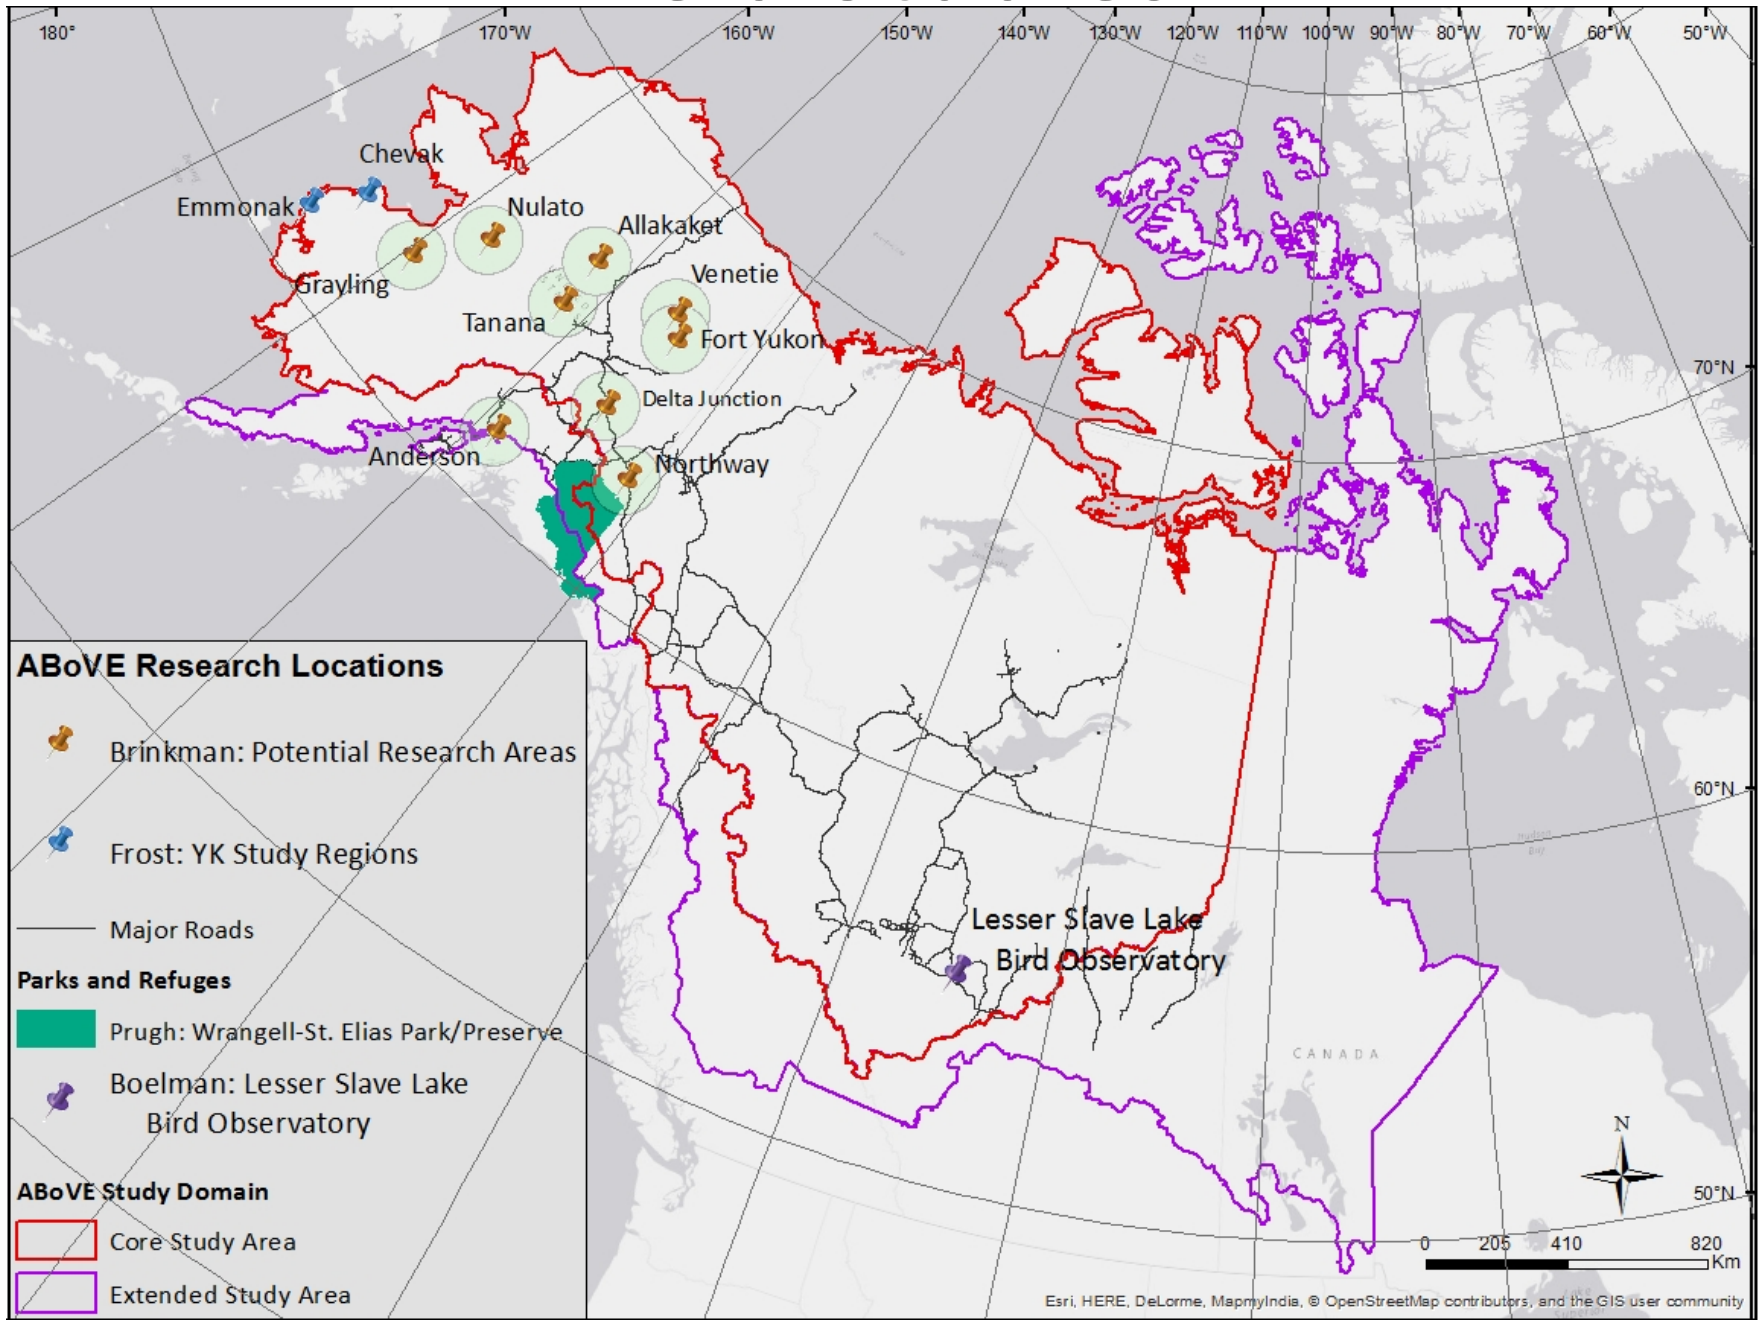 180°
170°W
160°W
150°W
140°W
130°W
120°W
110°W
100°W
90°W
80°W
70°W
60°W
50°W
Chevak
Emmonak
Nulato
Allakaket
Grayling
Venetie
Tanana
Fort Yukon
70°N
Delta Junction
Anderson
Northway
ABoVE Research Locations
Brinkman: Potential Research Areas
60°N
Hudson
Bay
Frost: YK Study Regions
Major Roads
Lesser Slave Lake
Bird Observatory
Parks and Refuges
Prugh: Wrangell-St. Elias Park/Preserve
CANADA
Boelman: Lesser Slave Lake
Bird Observatory
N
ABoVE Study Domain
50°N
Core Study Area
0 205 410 820
Km
Extended Study Area
Esri, HERE, DeLorme, MapmyIndia, © OpenStreetMap contributors, and the GIS user community